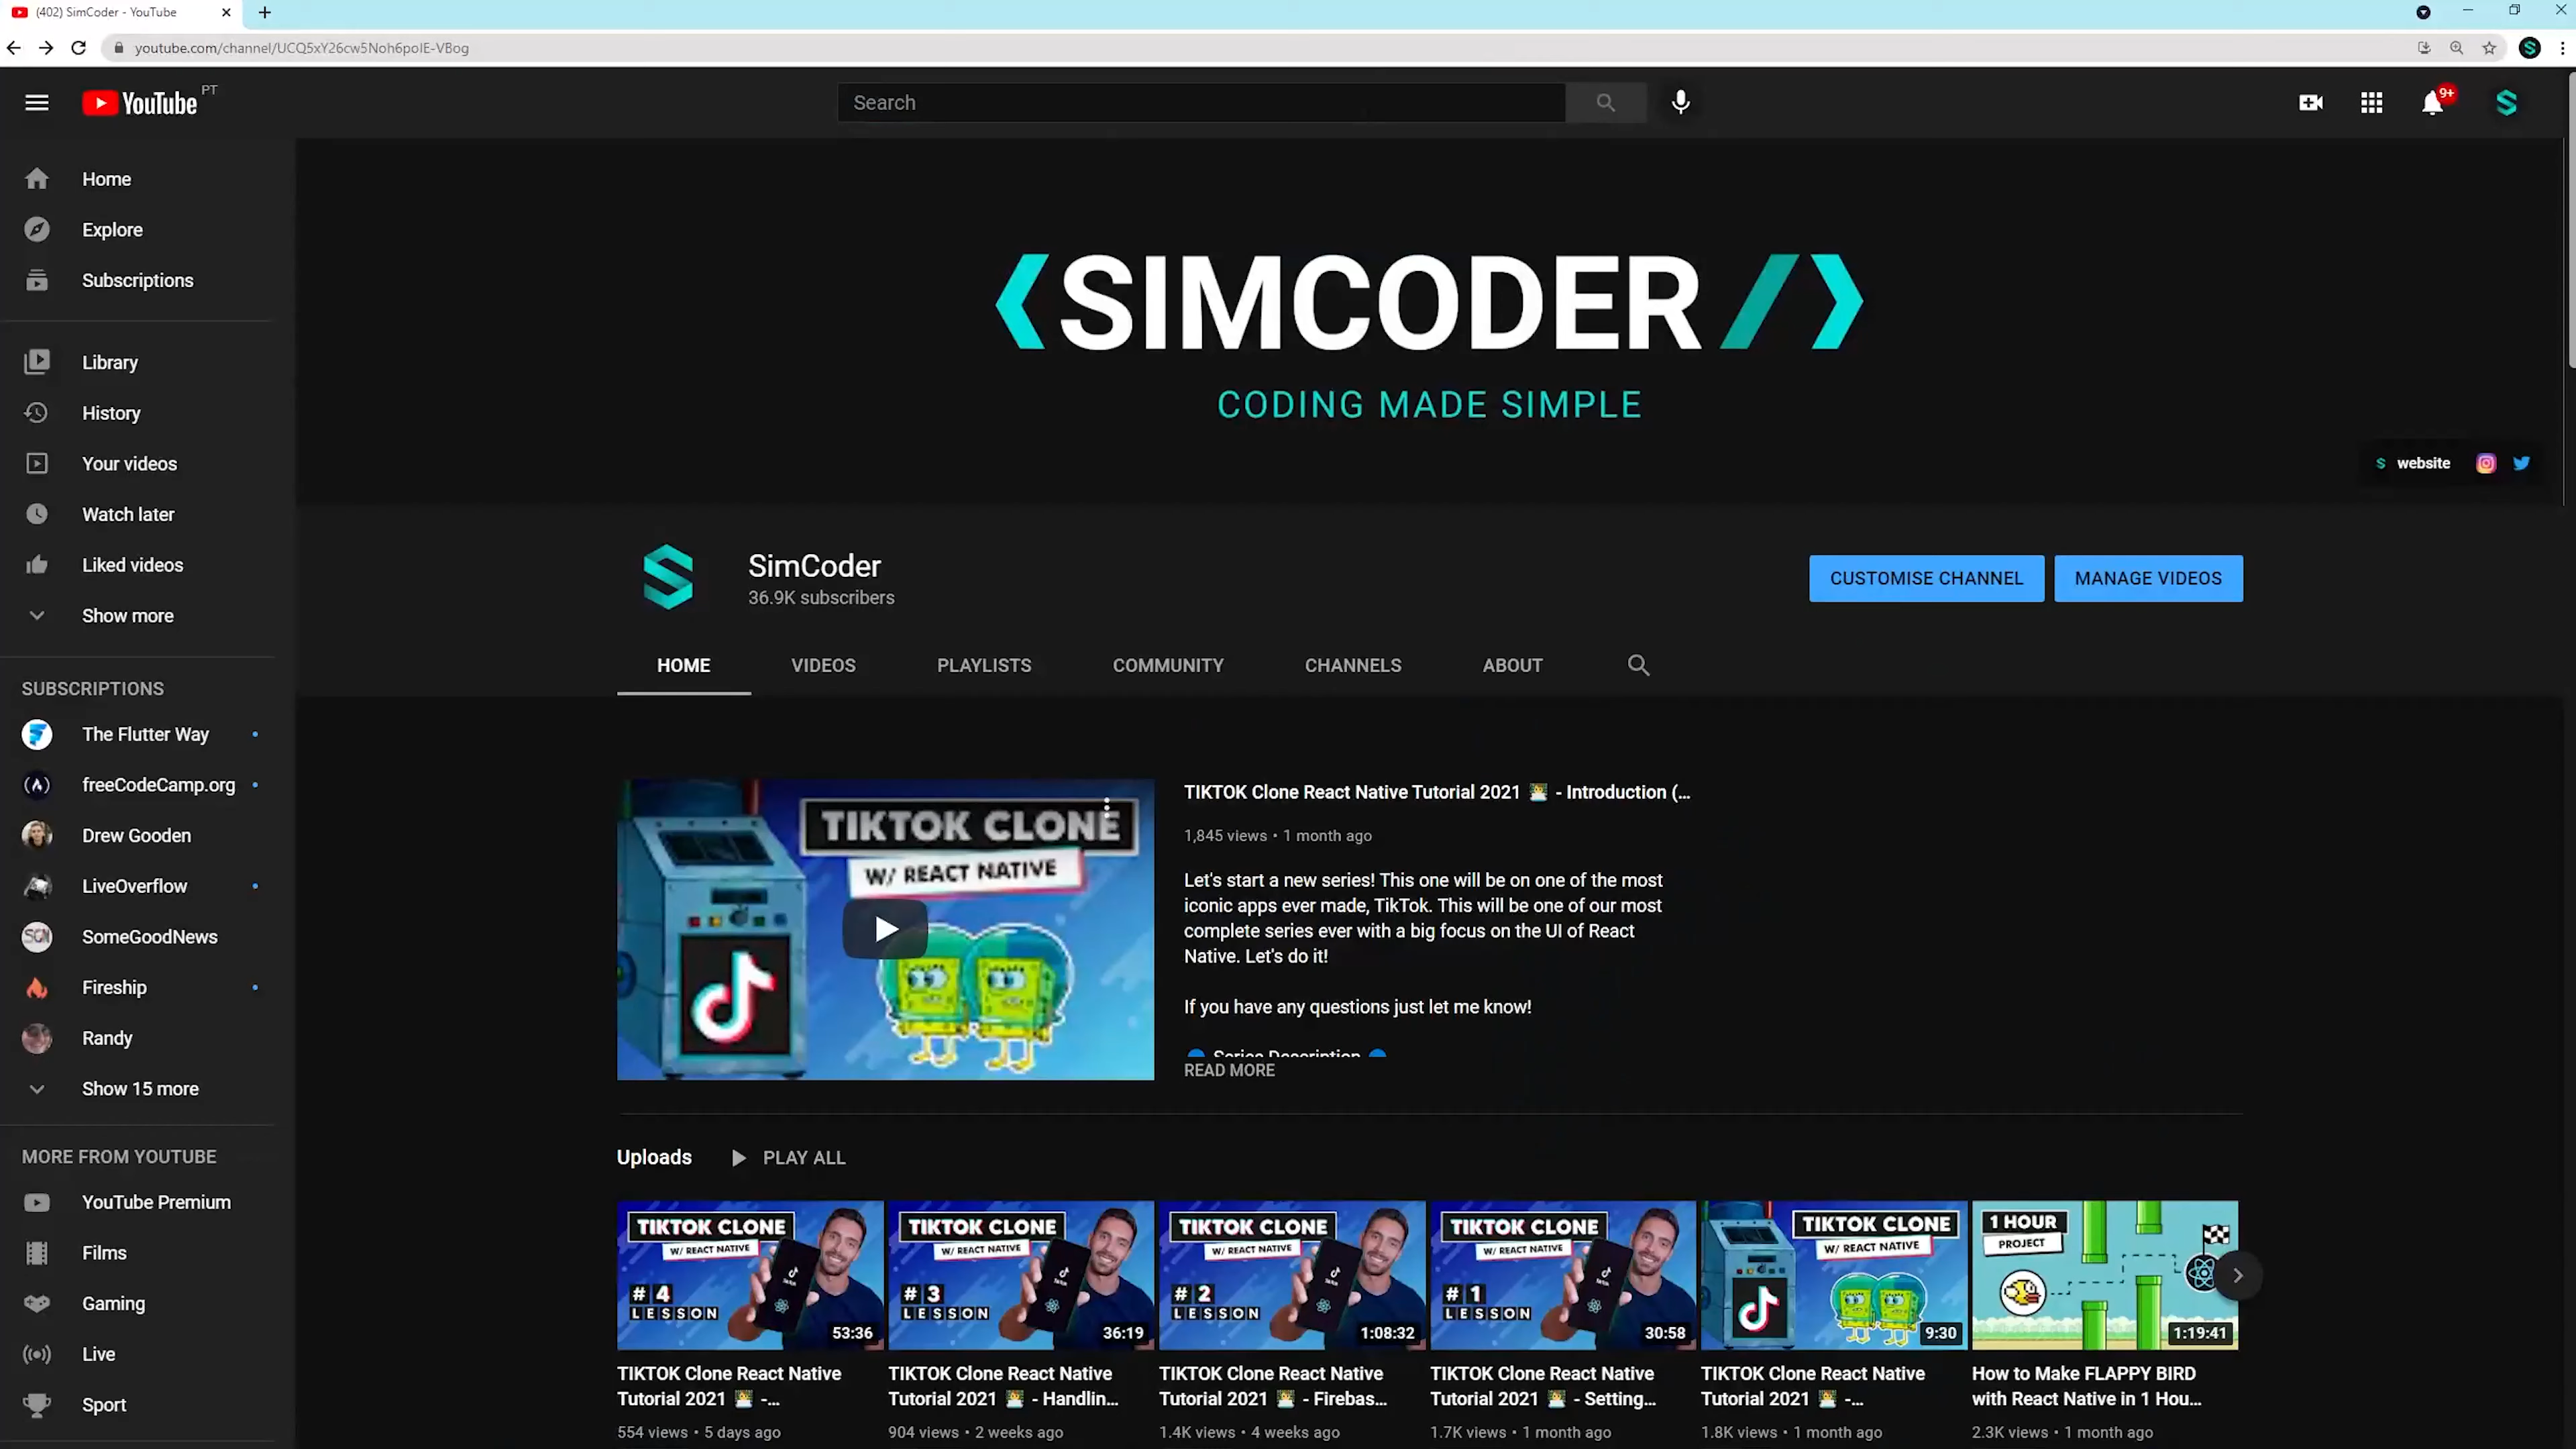 (402) SimCoder - YouTube
youtube.com/channel/UCQ5xY26cw5Noh6poIE-VBog
YouTube PT
Search
9+
Home
Explore
Subscriptions
Library
History
Your videos
Watch later
Liked videos
Show more
SUBSCRIPTIONS
The Flutter Way
freeCodeCamp.org
Drew Gooden
LiveOverflow
SomeGoodNews
Fireship
Randy
Show 15 more
MORE FROM YOUTUBE
YouTube Premium
Films
Gaming
Live
Sport
<SIMCODER/>
CODING MADE SIMPLE
website
SimCoder
36.9K subscribers
CUSTOMISE CHANNEL
MANAGE VIDEOS
HOME VIDEOS PLAYLISTS COMMUNITY CHANNELS ABOUT
TIKTOK CLONE
W/ REACT NATIVE
TIKTOK Clone React Native Tutorial 2021 👨‍💻 - Introduction (...
1,845 views • 1 month ago
Let's start a new series! This one will be on one of the most
iconic apps ever made, TikTok. This will be one of our most
complete series ever with a big focus on the UI of React
Native. Let's do it!
If you have any questions just let me know!
🔵 Series Description 🔵
READ MORE
Uploads PLAY ALL
TIKTOK CLONE
W/ REACT NATIVE
# 4
LESSON
53:36
TIKTOK Clone React Native
Tutorial 2021 👨‍💻 -...
554 views • 5 days ago
TIKTOK CLONE
W/ REACT NATIVE
# 3
LESSON
36:19
TIKTOK Clone React Native
Tutorial 2021 👨‍💻 - Handlin...
904 views • 2 weeks ago
TIKTOK CLONE
W/ REACT NATIVE
# 2
LESSON
1:08:32
TIKTOK Clone React Native
Tutorial 2021 👨‍💻 - Firebas...
1.4K views • 4 weeks ago
TIKTOK CLONE
W/ REACT NATIVE
# 1
LESSON
30:58
TIKTOK Clone React Native
Tutorial 2021 👨‍💻 - Setting...
1.7K views • 1 month ago
TIKTOK CLONE
W/ REACT NATIVE
9:30
TIKTOK Clone React Native
Tutorial 2021 👨‍💻 -...
1.8K views • 1 month ago
1 HOUR
PROJECT
1:19:41
How to Make FLAPPY BIRD
with React Native in 1 Hou...
2.3K views • 1 month ago